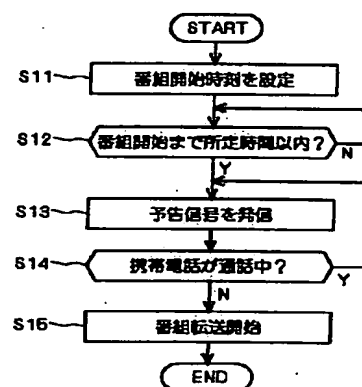 START
S11 番組開始時刻を設定
S12 番組開始まで所定時間以内? N
Y
S13 予告信号を発信
S14 携帯電話が通話中? Y
N
S15 番組転送開始
END